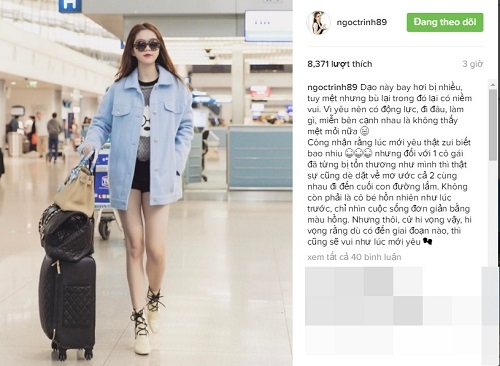 ngoctrinh89
Đang theo dõi
8,371 lượt thích
3 giờ
ngoctrinh89 Dạo này bay hơi bị nhiều,
tuy mệt nhưng bù lại trong đó lại có niềm
vui. Vì yêu nên có động lực, đi đâu, làm
gì, miễn bên cạnh nhau là không thấy
mệt mỏi nữa 😄
Công nhận rằng lúc mới yêu thật zui biết
bao nhiu 😂😂😂 nhưng đối với 1 cô gái
đã từng bị tổn thương như mình thì thật
sự cũng dè dặt về mơ ước cả 2 cùng
nhau đi đến cuối con đường lắm. Không
còn phải là cô bé hồn nhiên như lúc
trước, chỉ nhìn cuộc sống đơn giản bằng
màu hồng. Nhưng thôi, cứ hi vọng vậy, hi
vọng rằng dù có đến giai đoạn nào, thì
cũng sẽ vui như lúc mới yêu
xem tất cả 40 bình luận